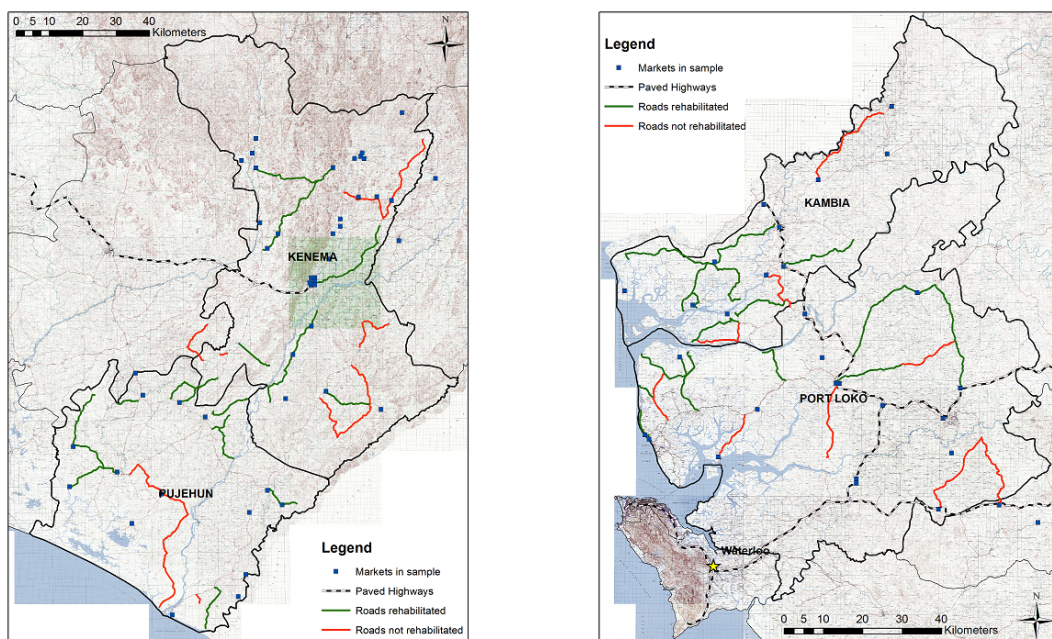 0 5 10 20 30 40
Kilometers
N
KENEMA
PUJEHUN
Legend
Markets in sample
Paved Highways
Roads rehabilitated
Roads not rehabilitated
Legend
Markets in sample
Paved Highways
Roads rehabilitated
Roads not rehabilitated
KAMBIA
PORT LOKO
Waterloo
N
0 5 10 20 30 40
Kilometers